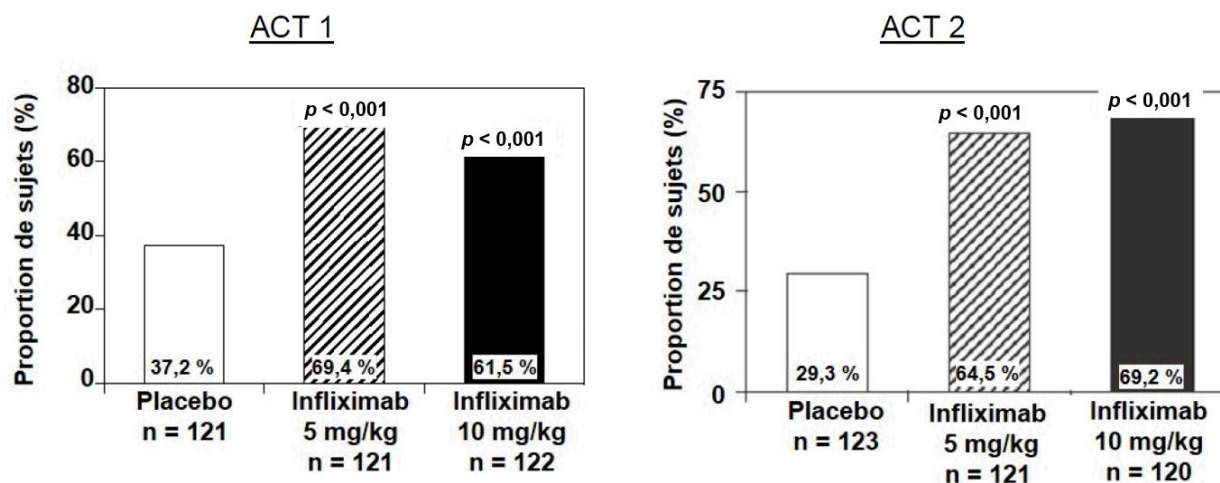 ACT 1
Proportion de sujets (%)
80
60
40
20
0
p < 0,001
p < 0,001
37,2 %
69,4 %
61,5 %
Placebo
n = 121
Infliximab
5 mg/kg
n = 121
Infliximab
10 mg/kg
n = 122
ACT 2
Proportion de sujets (%)
75
50
25
0
p < 0,001
p < 0,001
29,3 %
64,5 %
69,2 %
Placebo
n = 123
Infliximab
5 mg/kg
n = 121
Infliximab
10 mg/kg
n = 120